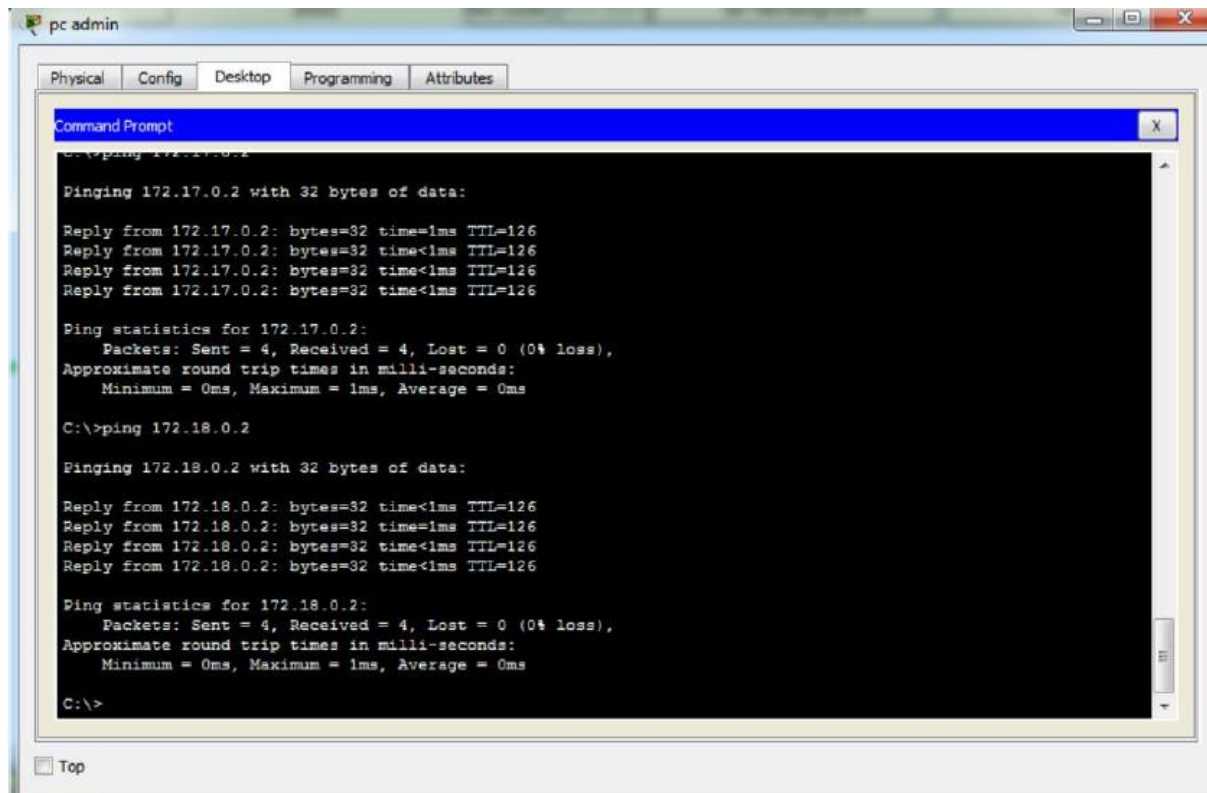 pc admin
Physical Config Desktop Programming Attributes
Command Prompt
X
C:\>ping 172.17.0.2
Pinging 172.17.0.2 with 32 bytes of data:
Reply from 172.17.0.2: bytes=32 time=1ms TTL=126
Reply from 172.17.0.2: bytes=32 time<1ms TTL=126
Reply from 172.17.0.2: bytes=32 time<1ms TTL=126
Reply from 172.17.0.2: bytes=32 time<1ms TTL=126
Ping statistics for 172.17.0.2:
Packets: Sent = 4, Received = 4, Lost = 0 (0% loss),
Approximate round trip times in milli-seconds:
Minimum = 0ms, Maximum = 1ms, Average = 0ms
C:\>ping 172.18.0.2
Pinging 172.18.0.2 with 32 bytes of data:
Reply from 172.18.0.2: bytes=32 time<1ms TTL=126
Reply from 172.18.0.2: bytes=32 time=1ms TTL=126
Reply from 172.18.0.2: bytes=32 time<1ms TTL=126
Reply from 172.18.0.2: bytes=32 time<1ms TTL=126
Ping statistics for 172.18.0.2:
Packets: Sent = 4, Received = 4, Lost = 0 (0% loss),
Approximate round trip times in milli-seconds:
Minimum = 0ms, Maximum = 1ms, Average = 0ms
C:\>
Top